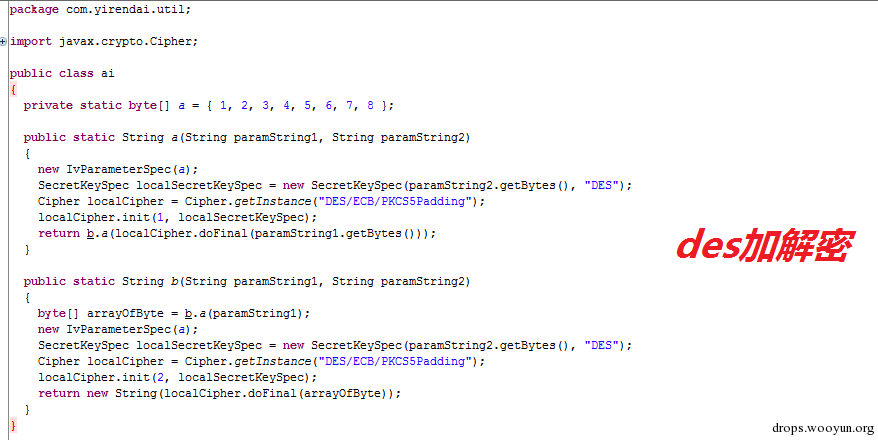 package com.yirendai.util;
import javax.crypto.Cipher;
public class ai
{
private static byte[] a = { 1, 2, 3, 4, 5, 6, 7, 8 };
public static String a(String paramString1, String paramString2)
{
new IvParameterSpec(a);
SecretKeySpec localSecretKeySpec = new SecretKeySpec(paramString2.getBytes(), "DES");
Cipher localCipher = Cipher.getInstance("DES/ECB/PKCS5Padding");
localCipher.init(1, localSecretKeySpec);
return b.a(localCipher.doFinal(paramString1.getBytes()));
}
public static String b(String paramString1, String paramString2)
{
byte[] arrayOfByte = b.a(paramString1);
new IvParameterSpec(a);
SecretKeySpec localSecretKeySpec = new SecretKeySpec(paramString2.getBytes(), "DES");
Cipher localCipher = Cipher.getInstance("DES/ECB/PKCS5Padding");
localCipher.init(2, localSecretKeySpec);
return new String(localCipher.doFinal(arrayOfByte));
}
}
des加解密
drops.wooyun.org